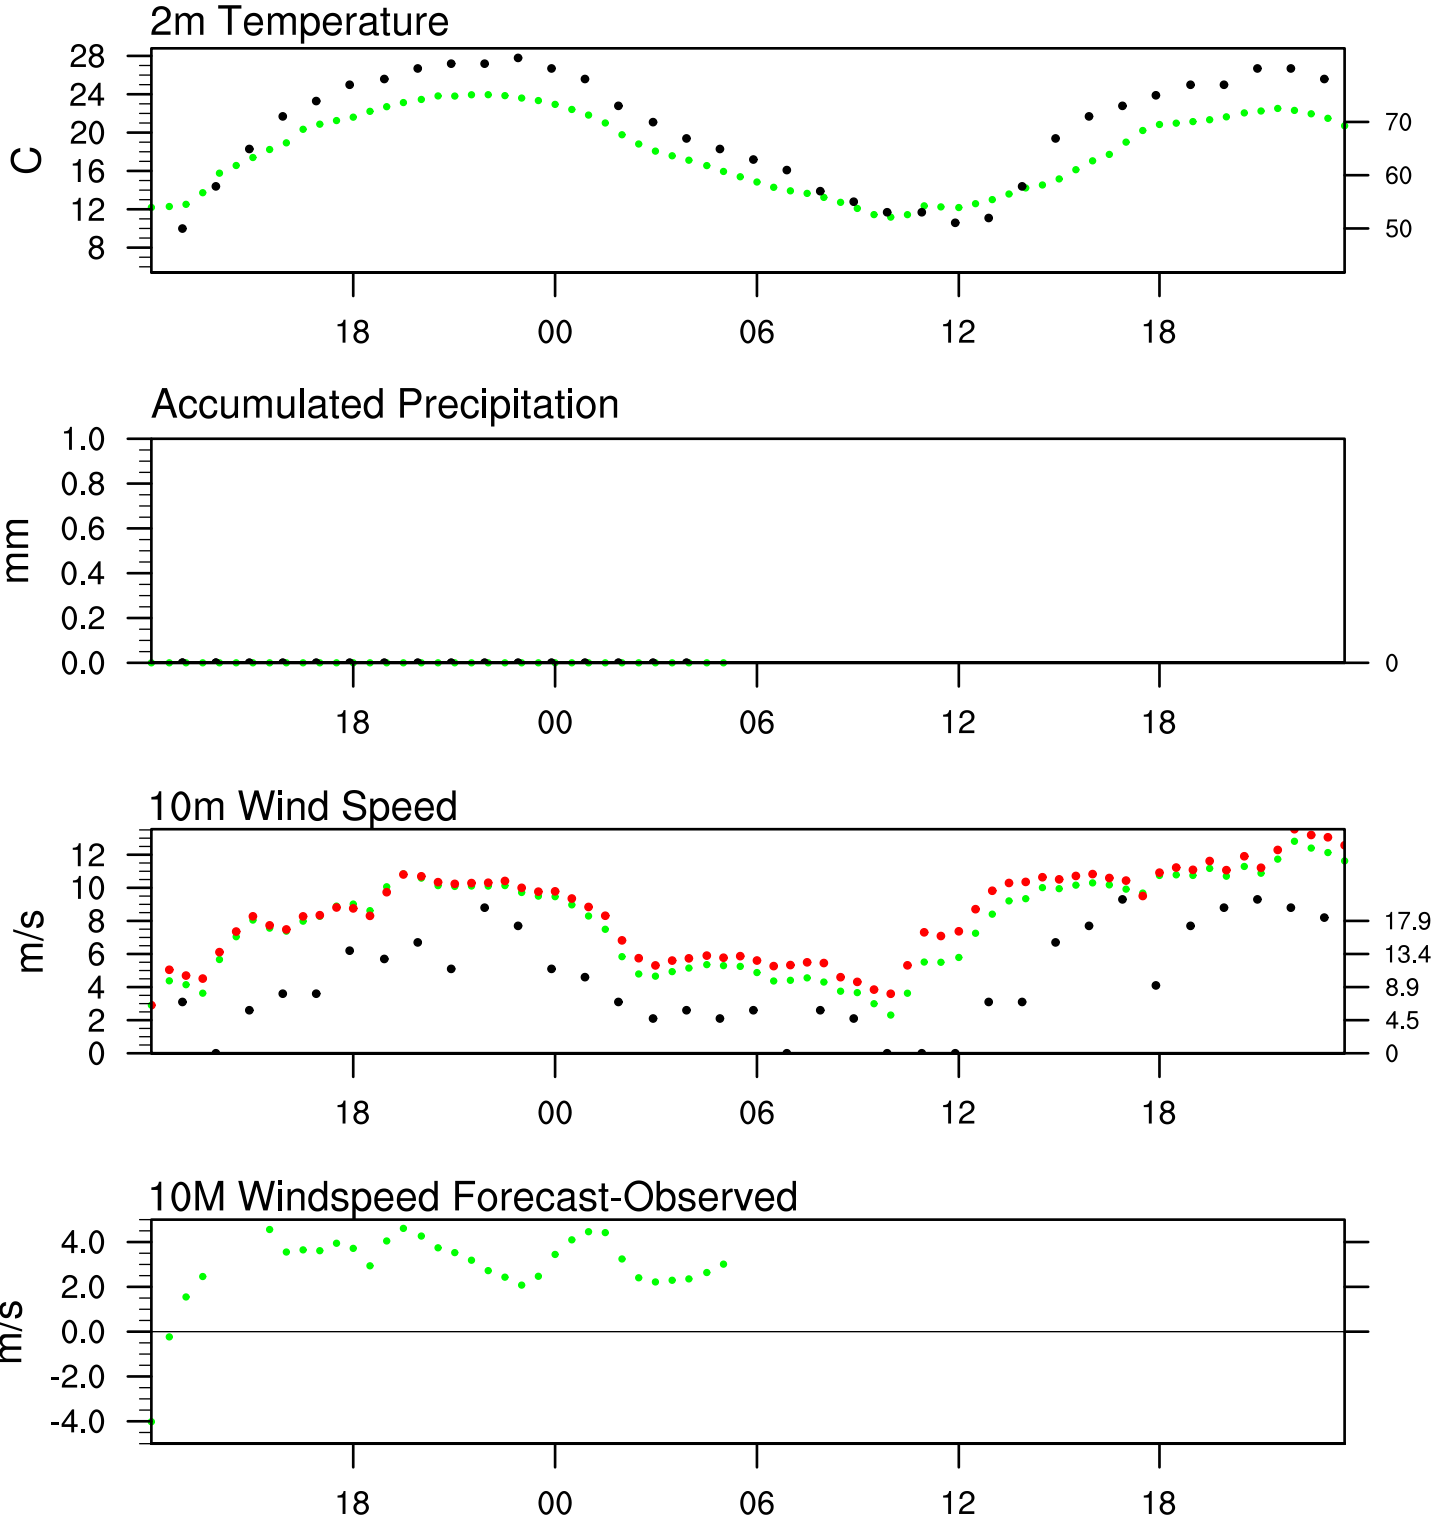 2m Temperature
28
24
20
16
12
8
C
70
60
50
18 00 06 12 18
Accumulated Precipitation
1.0
0.8
0.6
0.4
0.2
0.0
mm
0
18 00 06 12 18
10m Wind Speed
12
10
8
6
4
2
0
m/s
17.9
13.4
8.9
4.5
0
18 00 06 12 18
10M Windspeed Forecast-Observed
4.0
2.0
0.0
-2.0
-4.0
m/s
18 00 06 12 18